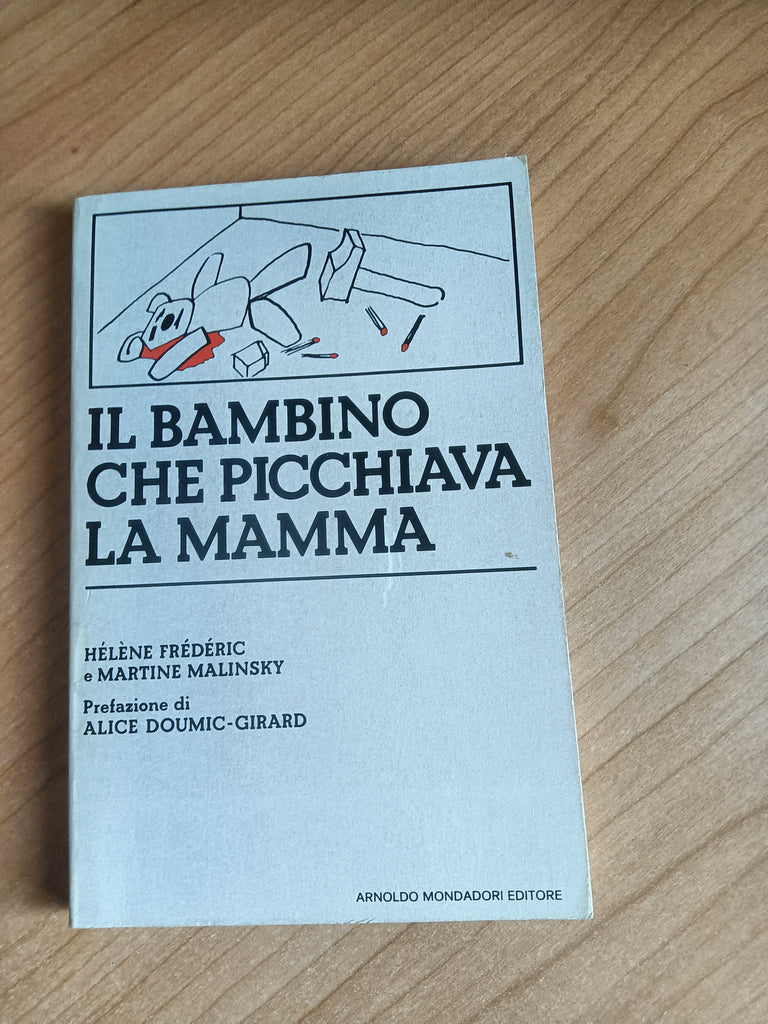 IL BAMBINO
CHE PICCHIAVA
LA MAMMA
HÉLÈNE FRÉDÉRIC
e MARTINE MALINSKY
Prefazione di
ALICE DOUMIC-GIRARD
ARNOLDO MONDADORI EDITORE